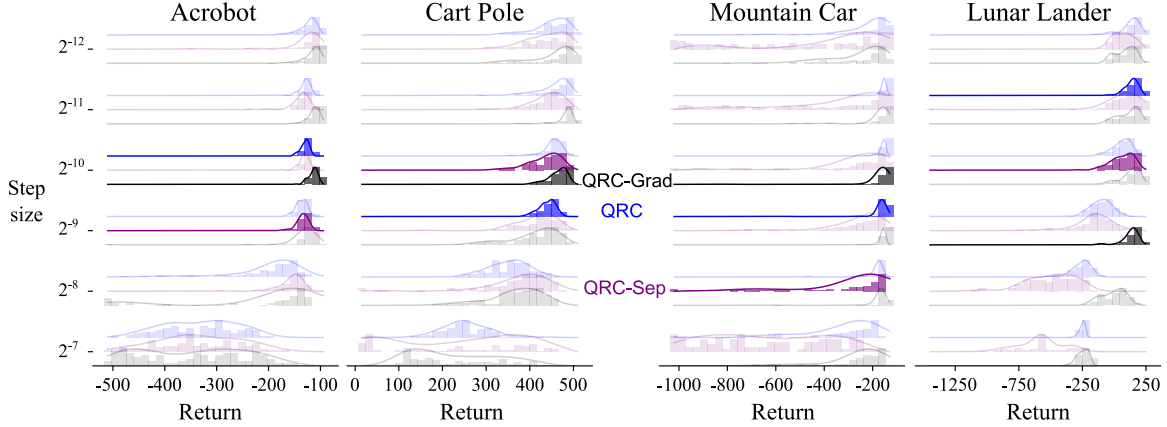 Acrobot Cart Pole Mountain Car Lunar Lander
2-12
2-11
2-10
QRC-Grad
Step
size
QRC
2-9
QRC-Sep
2-8
2-7
-500 -400 -300 -200 -100 0 100 200 300 400 500 -1000 -800 -600 -400 -200 -1250 -750 -250 250
Return Return Return Return